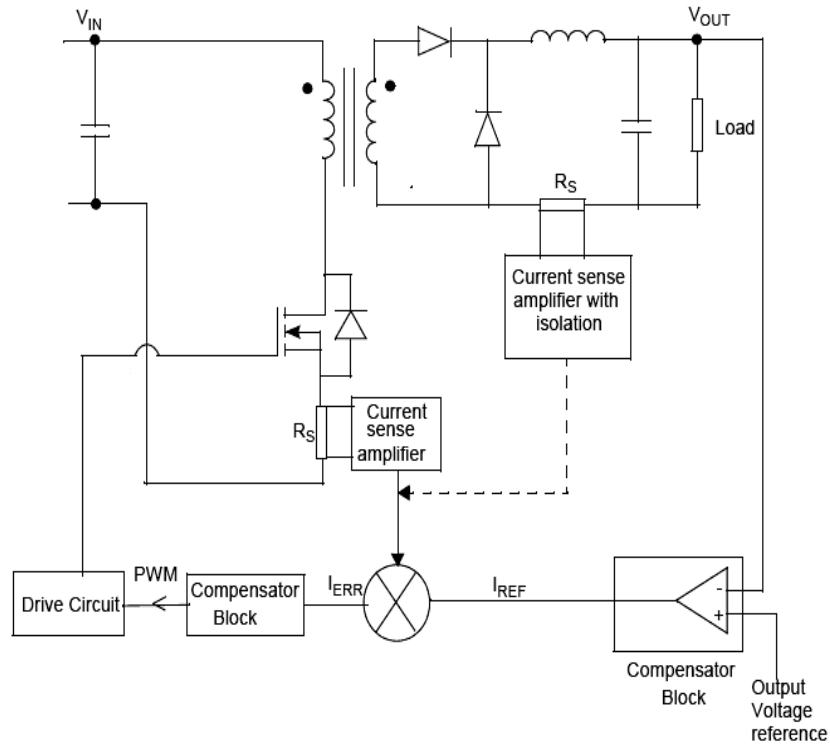 VIN
VOUT
Load
RS
Current sense
amplifier with
isolation
RS
Current
sense
amplifier
PWM
IERR
IREF
Drive Circuit
Compensator
Block
-
+
Compensator
Block
Output
Voltage
reference